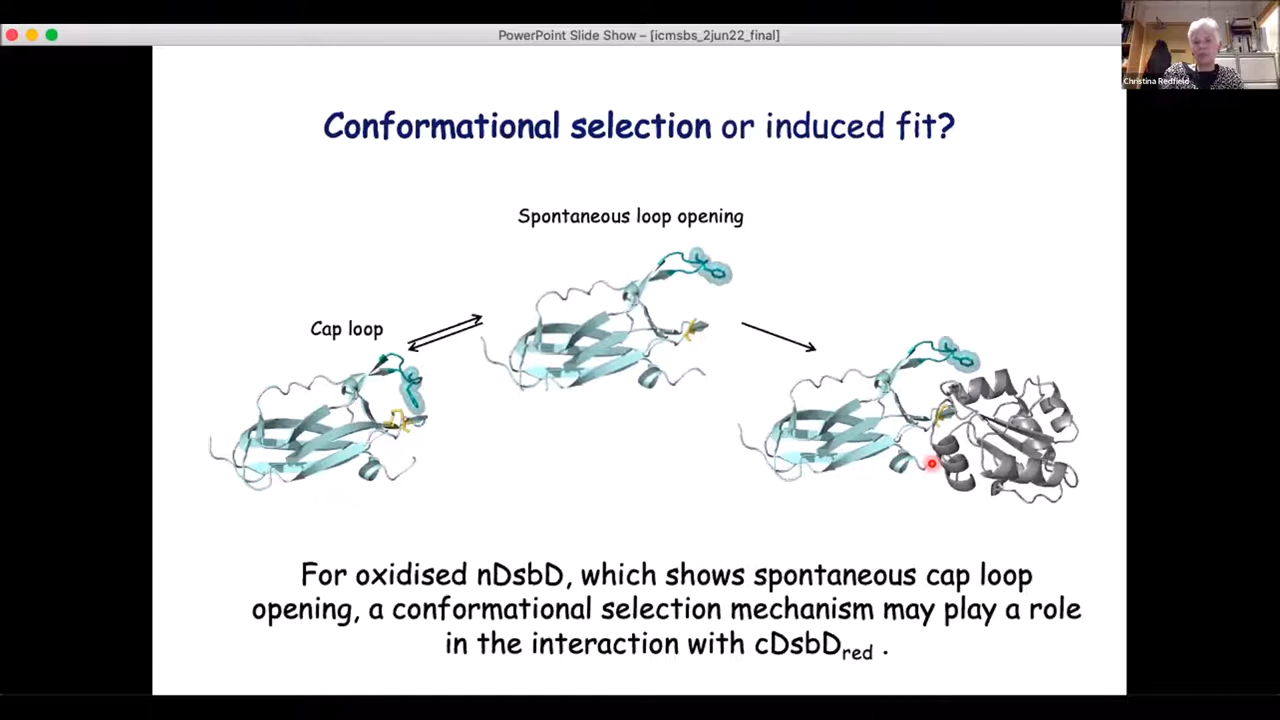 PowerPoint Slide Show – [icmsbs_2jun22_final]
Christina Redfield
Conformational selection or induced fit?
Spontaneous loop opening
Cap loop
For oxidised nDsbD, which shows spontaneous cap loop
opening, a conformational selection mechanism may play a role
in the interaction with cDsbDred .